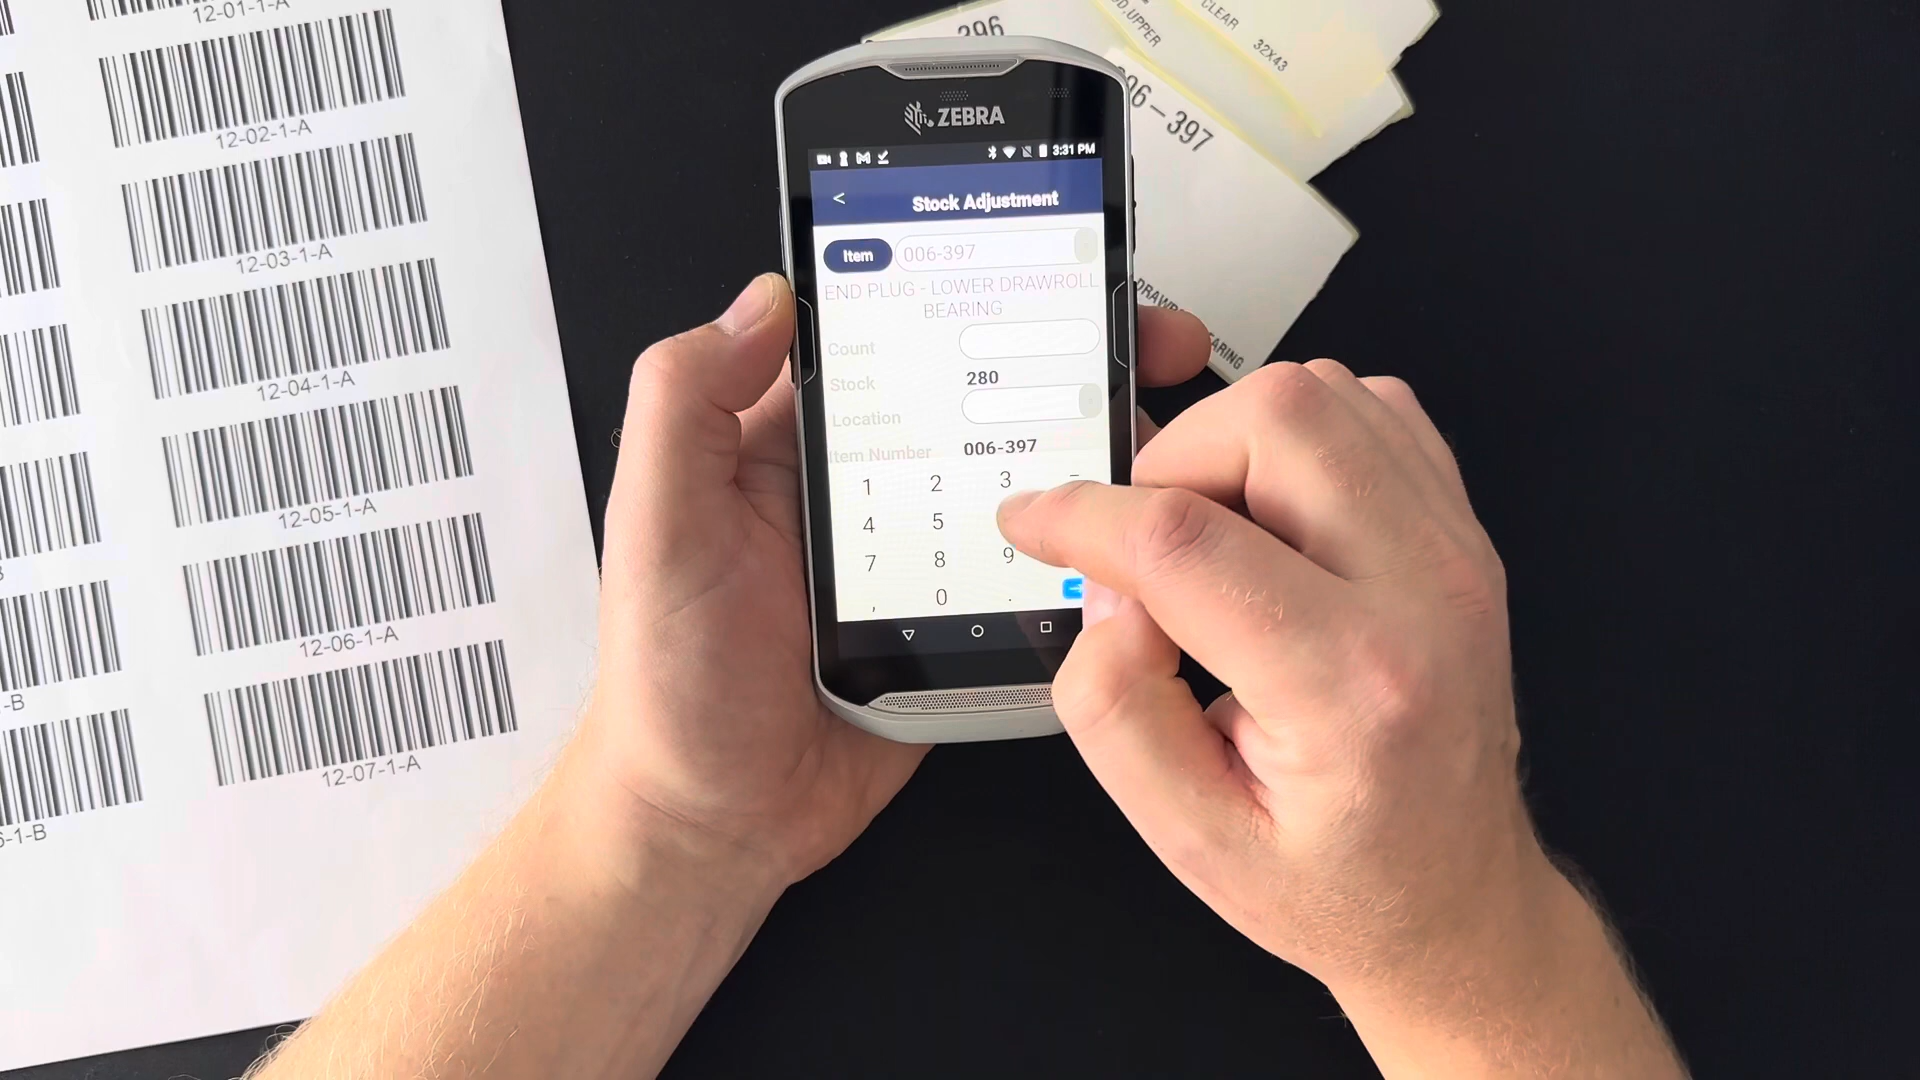 12-01-1-A
12-02-1-A
12-03-1-A
12-04-1-A
12-05-1-A
12-06-1-A
12-07-1-A
-B
-1-B
396
UPPER
CLEAR 32X43
06-397
ZEBRA
3:31 PM
<
Stock Adjustment
Item
006-397
END PLUG - LOWER DRAWROLL
BEARING
Count
Stock
280
Location
Item Number
006-397
1 2 3 -
4 5
7 8 9
, 0 .